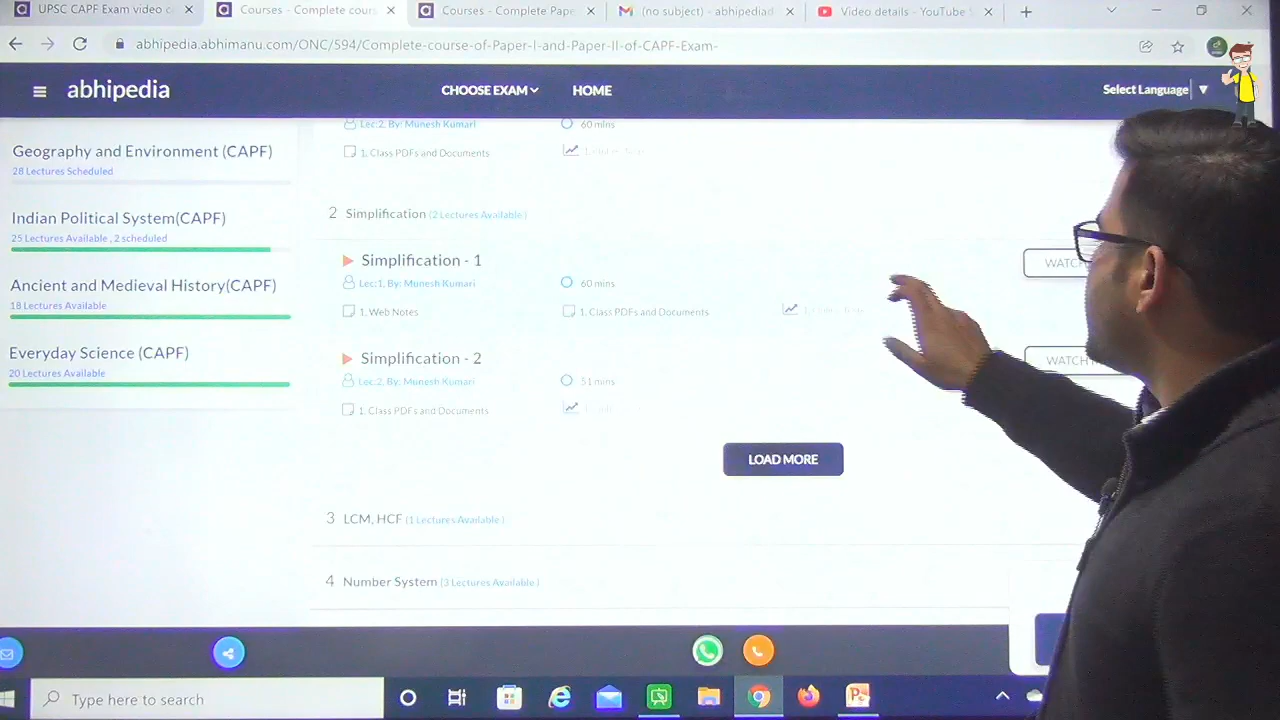 UPSC CAPF Exam video c
Courses - Complete cours
Courses - Complete Pape
(no subject) - abhipediad
Video details - YouTube S
abhipedia.abhimanu.com/ONC/594/Complete-course-of-Paper-I-and-Paper-II-of-CAPF-Exam-
abhipedia
CHOOSE EXAM
HOME
Select Language
Geography and Environment (CAPF)
28 Lectures Scheduled
Indian Political System(CAPF)
25 Lectures Available , 2 scheduled
Ancient and Medieval History(CAPF)
18 Lectures Available
Everyday Science (CAPF)
20 Lectures Available
Lec:2, By: Munesh Kumari
60 mins
1. Class PDFs and Documents
2 Simplification (2 Lectures Available )
Simplification - 1
WATCH
Lec:1, By: Munesh Kumari
60 mins
1. Web Notes
1. Class PDFs and Documents
Simplification - 2
WATCH
Lec:2, By: Munesh Kumari
51 mins
1. Class PDFs and Documents
LOAD MORE
3 LCM, HCF (1 Lectures Available )
4 Number System (3 Lectures Available )
Type here to search